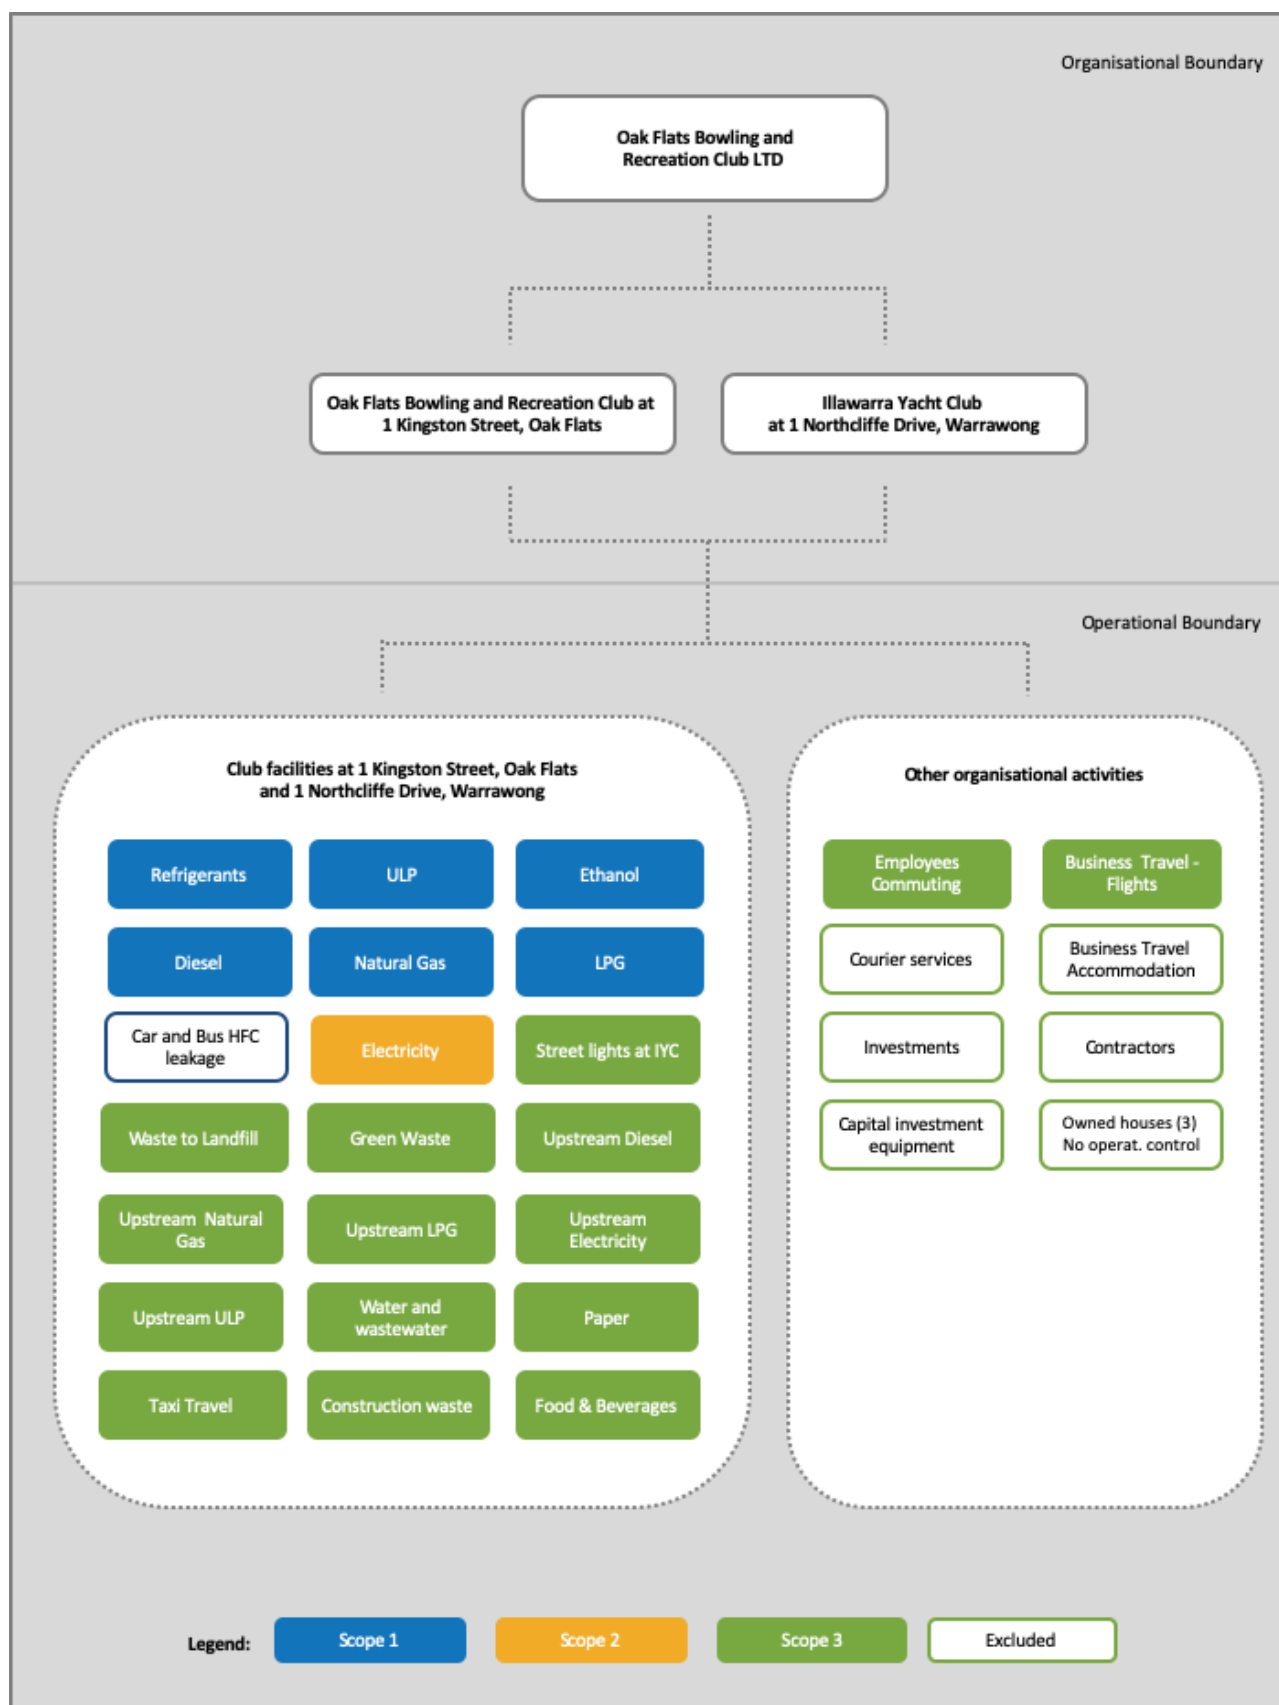 Organisational Boundary
Oak Flats Bowling and
Recreation Club LTD
Oak Flats Bowling and Recreation Club at
1 Kingston Street, Oak Flats
Illawarra Yacht Club
at 1 Northcliffe Drive, Warrawong
Operational Boundary
Club facilities at 1 Kingston Street, Oak Flats
and 1 Northcliffe Drive, Warrawong
Refrigerants
ULP
Ethanol
Diesel
Natural Gas
LPG
Car and Bus HFC
leakage
Electricity
Street lights at IYC
Waste to Landfill
Green Waste
Upstream Diesel
Upstream Natural
Gas
Upstream LPG
Upstream
Electricity
Upstream ULP
Water and
wastewater
Paper
Taxi Travel
Construction waste
Food & Beverages
Other organisational activities
Employees
Commuting
Business Travel -
Flights
Courier services
Business Travel
Accommodation
Investments
Contractors
Capital investment
equipment
Owned houses (3)
No operat. control
Legend:
Scope 1
Scope 2
Scope 3
Excluded